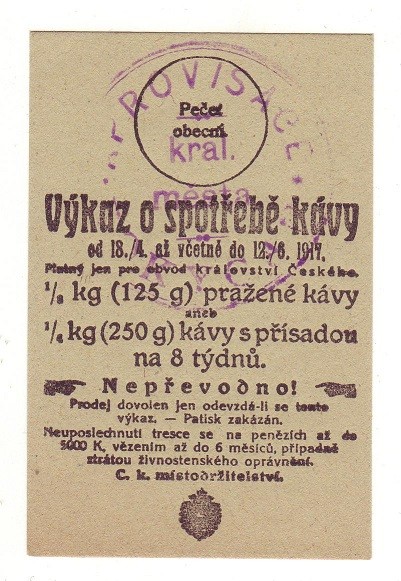 APROVISACE
Pečeť
obecní.
kral.
města
Výkaz o spotřebě kávy
od 18./4. až včetně do 12./6. 1917.
Platný jen pro obvod království Českého.
1/8 kg (125 g) pražené kávy
aneb
1/4 kg (250 g) kávy s přísadou
na 8 týdnů.
Nepřevodno!
Prodej dovolen jen odevzdá-li se tento
výkaz. — Patisk zakázán.
Neuposlechnutí tresce se na penězích až do
5000 K, vězením až do 6 měsíců, případně
ztrátou živnostenského oprávnění.
C. k. místodržitelství.